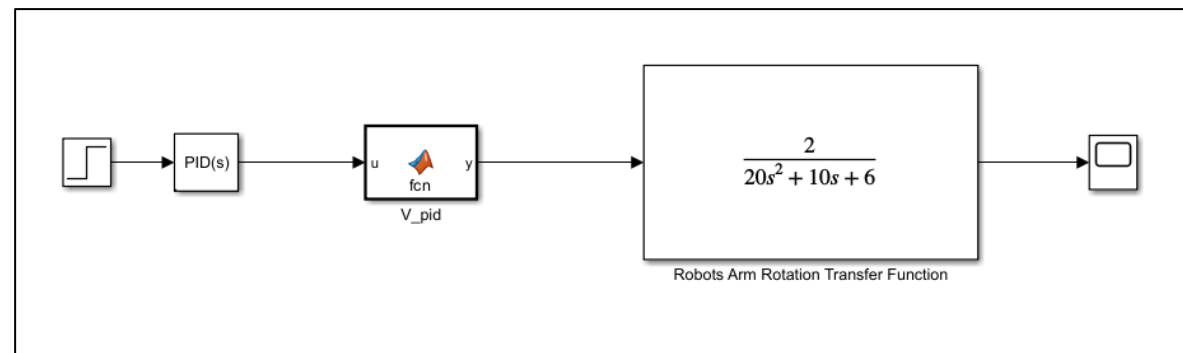 PID(s)
u
y
fcn
V_pid
2
20s² + 10s + 6
Robots Arm Rotation Transfer Function